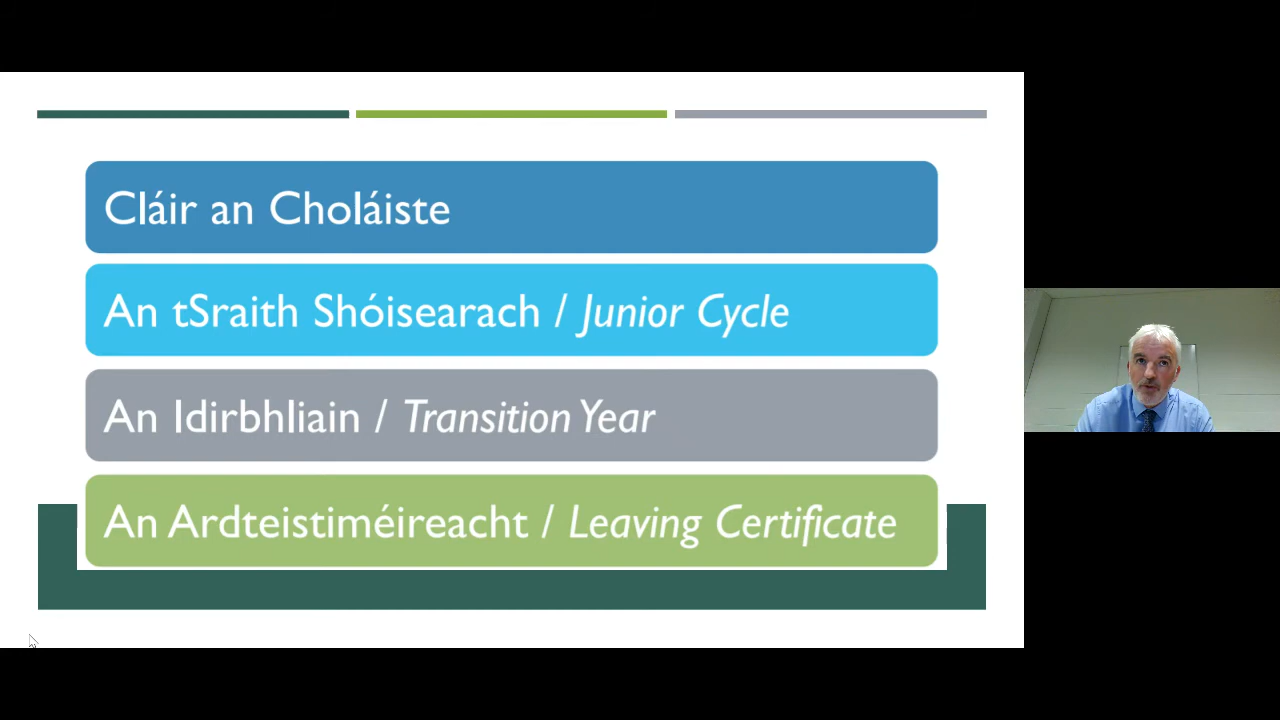 Cláir an Choláiste
An tSraith Shóisearach / Junior Cycle
An Idirbhliain / Transition Year
An Ardteistiméireacht / Leaving Certificate